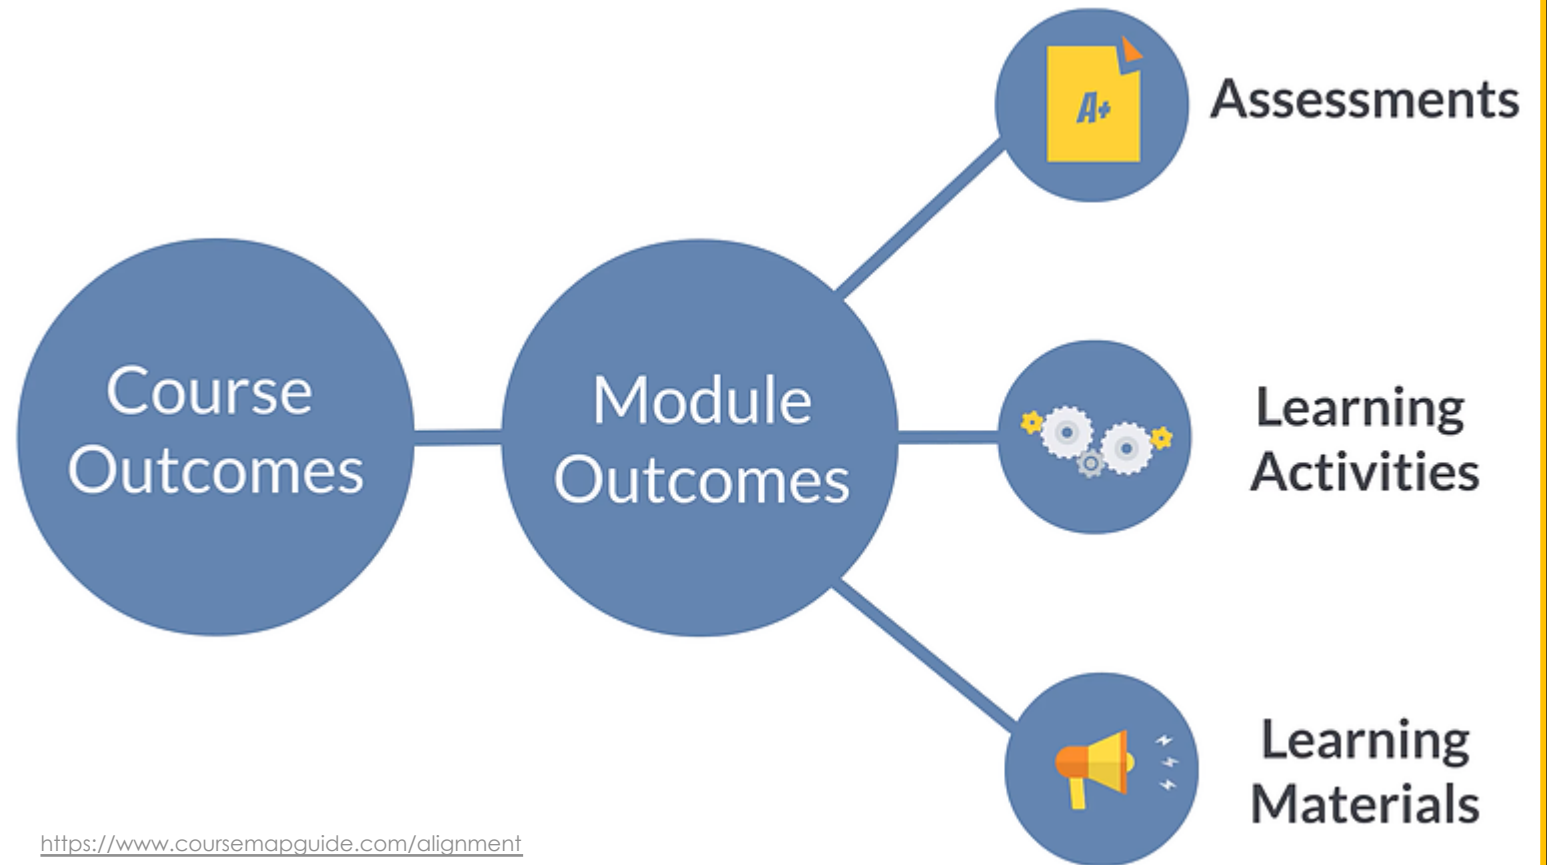 Course
Outcomes
Module
Outcomes
A+
Assessments
Learning
Activities
Learning
Materials
https://www.coursemapguide.com/alignment